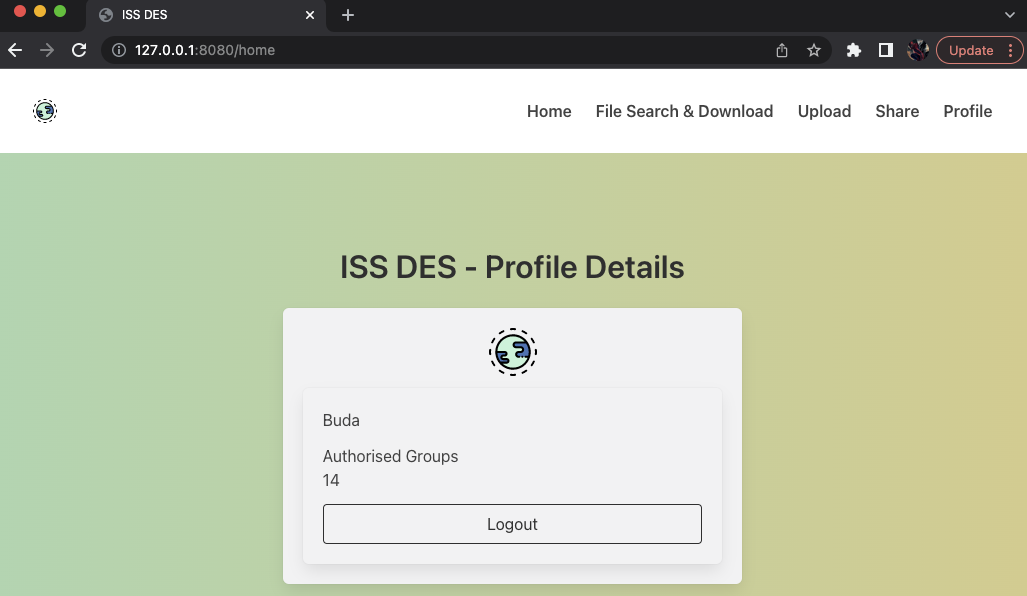 ISS DES
127.0.0.1:8080/home
Update
Home File Search & Download Upload Share Profile
ISS DES - Profile Details
Buda
Authorised Groups
14
Logout